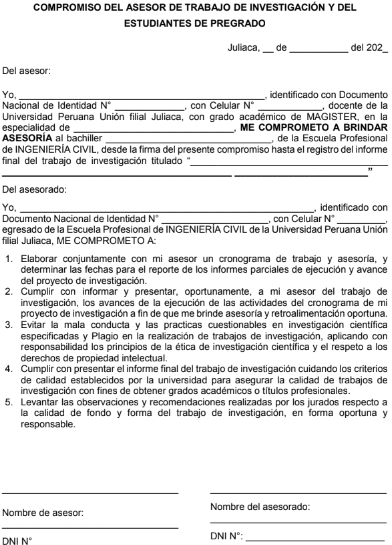 COMPROMISO DEL ASESOR DE TRABAJO DE INVESTIGACIÓN Y DEL
ESTUDIANTES DE PREGRADO
Juliaca, __ de __________ del 202_
Del asesor:
Yo, ______________________________, identificado con Documento
Nacional de Identidad N° ____________, con Celular N° __________, docente de la
Universidad Peruana Unión filial Juliaca, con grado académico de MAGISTER, en la
especialidad de ______________________, ME COMPROMETO A BRINDAR
ASESORÍA al bachiller ______________________, de la Escuela Profesional
de INGENIERÍA CIVIL, desde la firma del presente compromiso hasta el registro del informe
final del trabajo de investigación titulado “______________________
______________________ ______________________”
Del asesorado:
Yo, ______________________________, identificado con
Documento Nacional de Identidad N° ____________, con Celular N° __________,
egresado de la Escuela Profesional de INGENIERÍA CIVIL de la Universidad Peruana Unión
filial Juliaca, ME COMPROMETO A:
1. Elaborar conjuntamente con mi asesor un cronograma de trabajo y asesoría, y
determinar las fechas para el reporte de los informes parciales de ejecución y avance
del proyecto de investigación.
2. Cumplir con informar y presentar, oportunamente, a mi asesor del trabajo de
investigación, los avances de la ejecución de las actividades del cronograma de mi
proyecto de investigación a fin de que me brinde asesoría y retroalimentación oportuna.
3. Evitar la mala conducta y las practicas cuestionables en investigación científica
especificadas y Plagio en la realización de trabajos de investigación, aplicando con
responsabilidad los principios de la ética de investigación científica y el respeto a los
derechos de propiedad intelectual.
4. Cumplir con presentar el informe final del trabajo de investigación cuidando los criterios
de calidad establecidos por la universidad para asegurar la calidad de trabajos de
investigación con fines de obtener grados académicos o títulos profesionales.
5. Levantar las observaciones y recomendaciones realizadas por los jurados respecto a
la calidad de fondo y forma del trabajo de investigación, en forma oportuna y
responsable.
Nombre de asesor:
DNI N°
Nombre del asesorado:
DNI N°: ______________________